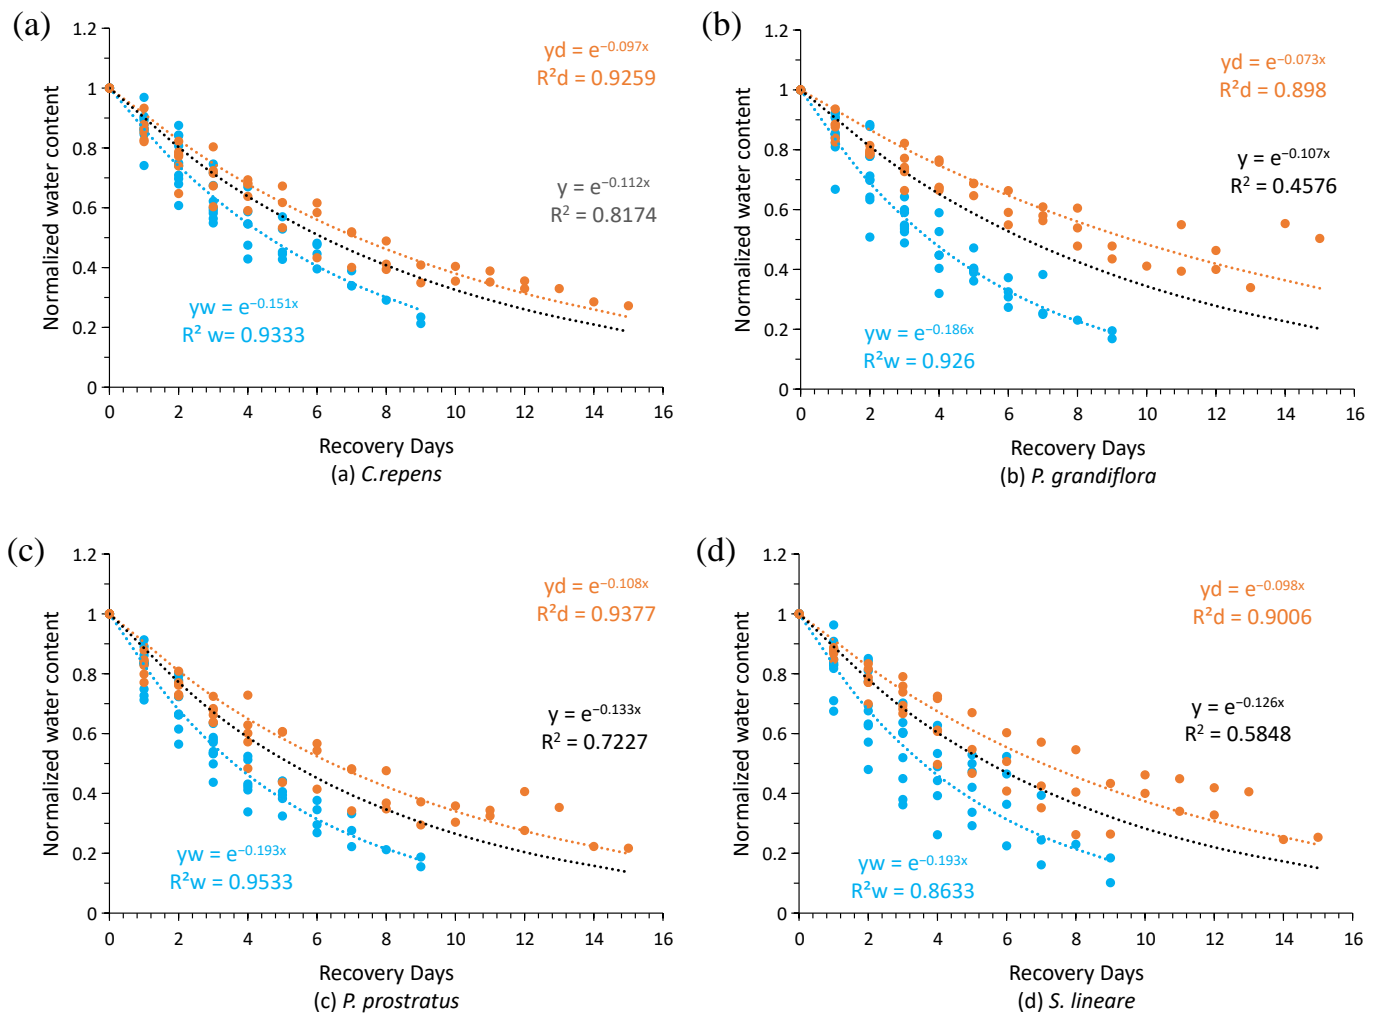 (a)
1.2
1
0.8
0.6
0.4
0.2
0
Normalized water content
yd = e−0.097x
R²d = 0.9259
y = e−0.112x
R² = 0.8174
yw = e−0.151x
R² w= 0.9333
0 2 4 6 8 10 12 14 16
Recovery Days
(a) C.repens
(b)
1.2
1
0.8
0.6
0.4
0.2
0
Normalized water content
yd = e−0.073x
R²d = 0.898
y = e−0.107x
R² = 0.4576
yw = e−0.186x
R²w = 0.926
0 2 4 6 8 10 12 14 16
Recovery Days
(b) P. grandiflora
(c)
1.2
1
0.8
0.6
0.4
0.2
0
Normalized water content
yd = e−0.108x
R²d = 0.9377
y = e−0.133x
R² = 0.7227
yw = e−0.193x
R²w = 0.9533
0 2 4 6 8 10 12 14 16
Recovery Days
(c) P. prostratus
(d)
1.2
1
0.8
0.6
0.4
0.2
0
Normalized water content
yd = e−0.098x
R²d = 0.9006
y = e−0.126x
R² = 0.5848
yw = e−0.193x
R²w = 0.8633
0 2 4 6 8 10 12 14 16
Recovery Days
(d) S. lineare